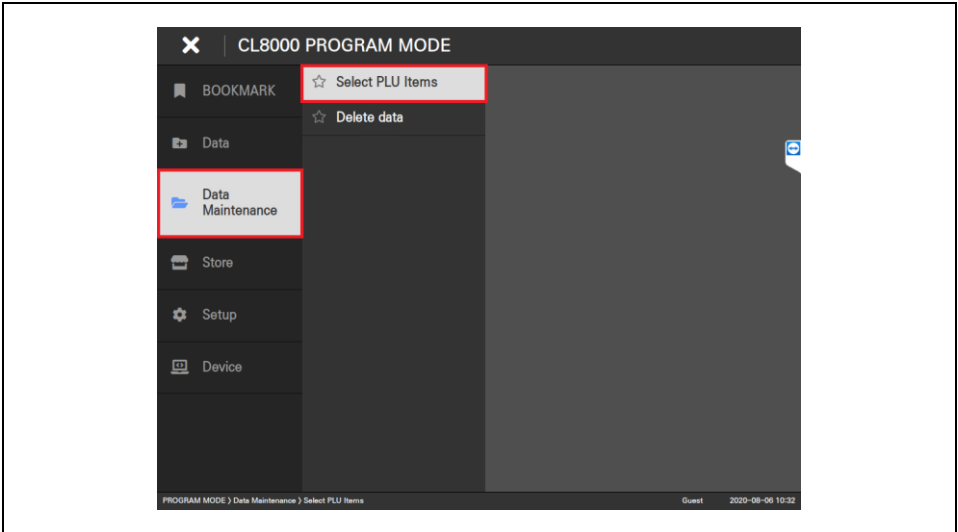 CL8000 PROGRAM MODE
BOOKMARK
Data
Data
Maintenance
Store
Setup
Device
Select PLU Items
Delete data
PROGRAM MODE 〉 Data Maintenance 〉 Select PLU Items
Guest
2020-08-06 10:32